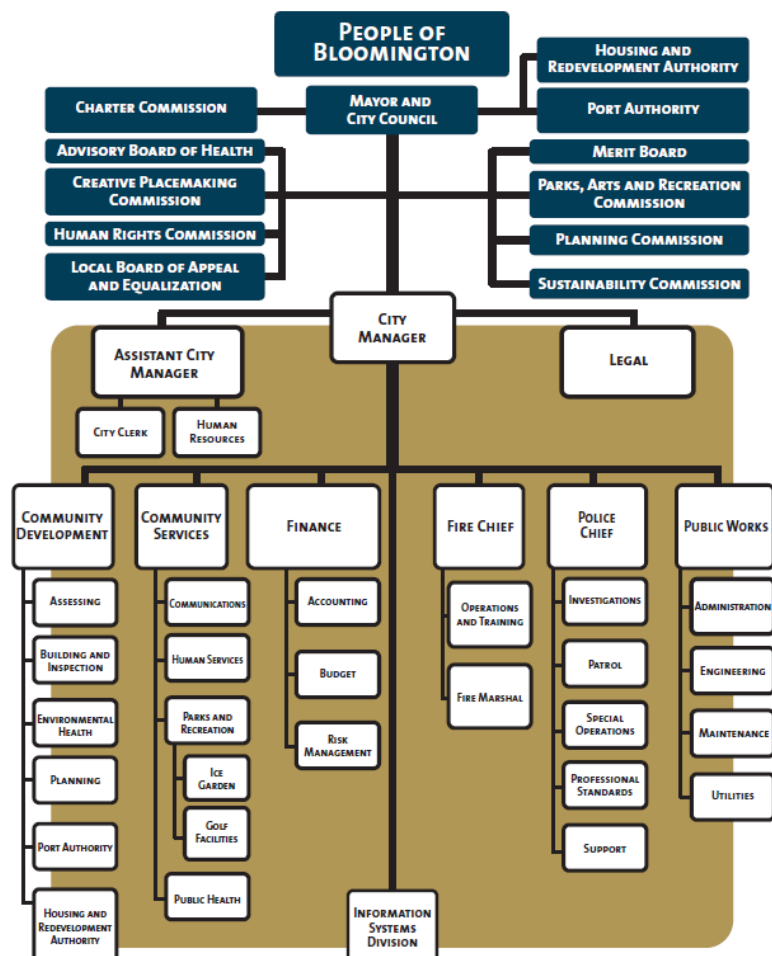 PEOPLE OF
BLOOMINGTON
HOUSING AND
REDEVELOPMENT AUTHORITY
CHARTER COMMISSION
MAYOR AND
CITY COUNCIL
PORT AUTHORITY
ADVISORY BOARD OF HEALTH
MERIT BOARD
CREATIVE PLACEMAKING
COMMISSION
PARKS, ARTS AND RECREATION
COMMISSION
HUMAN RIGHTS COMMISSION
PLANNING COMMISSION
LOCAL BOARD OF APPEAL
AND EQUALIZATION
SUSTAINABILITY COMMISSION
CITY
MANAGER
ASSISTANT CITY
MANAGER
LEGAL
CITY CLERK
HUMAN
RESOURCES
COMMUNITY
DEVELOPMENT
ASSESSING
BUILDING AND
INSPECTION
ENVIRONMENTAL
HEALTH
PLANNING
PORT AUTHORITY
HOUSING AND
REDEVELOPMENT
AUTHORITY
COMMUNITY
SERVICES
COMMUNICATIONS
HUMAN SERVICES
PARKS AND
RECREATION
ICE
GARDEN
GOLF
FACILITIES
PUBLIC HEALTH
FINANCE
ACCOUNTING
BUDGET
RISK
MANAGEMENT
INFORMATION
SYSTEMS
DIVISION
FIRE CHIEF
OPERATIONS
AND TRAINING
FIRE MARSHAL
POLICE
CHIEF
INVESTIGATIONS
PATROL
SPECIAL
OPERATIONS
PROFESSIONAL
STANDARDS
SUPPORT
PUBLIC WORKS
ADMINISTRATION
ENGINEERING
MAINTENANCE
UTILITIES